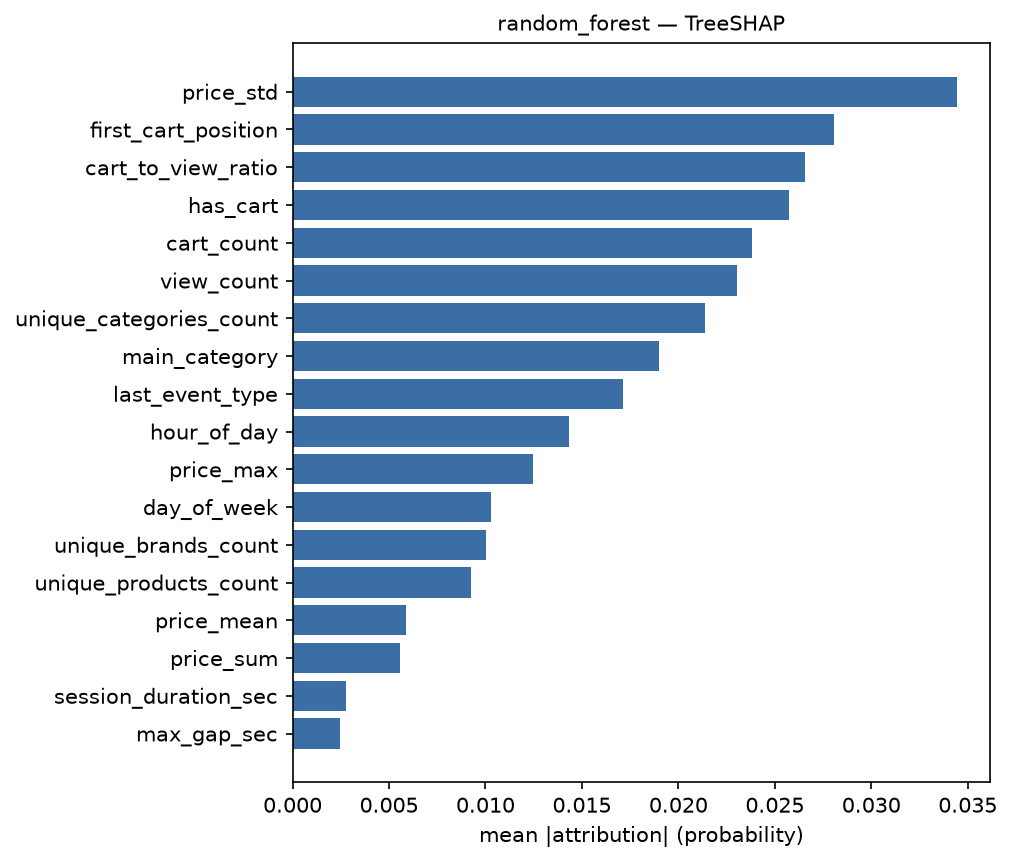 random_forest — TreeSHAP
price_std
first_cart_position
cart_to_view_ratio
has_cart
cart_count
view_count
unique_categories_count
main_category
last_event_type
hour_of_day
price_max
day_of_week
unique_brands_count
unique_products_count
price_mean
price_sum
session_duration_sec
max_gap_sec
0.000 0.005 0.010 0.015 0.020 0.025 0.030 0.035
mean |attribution| (probability)